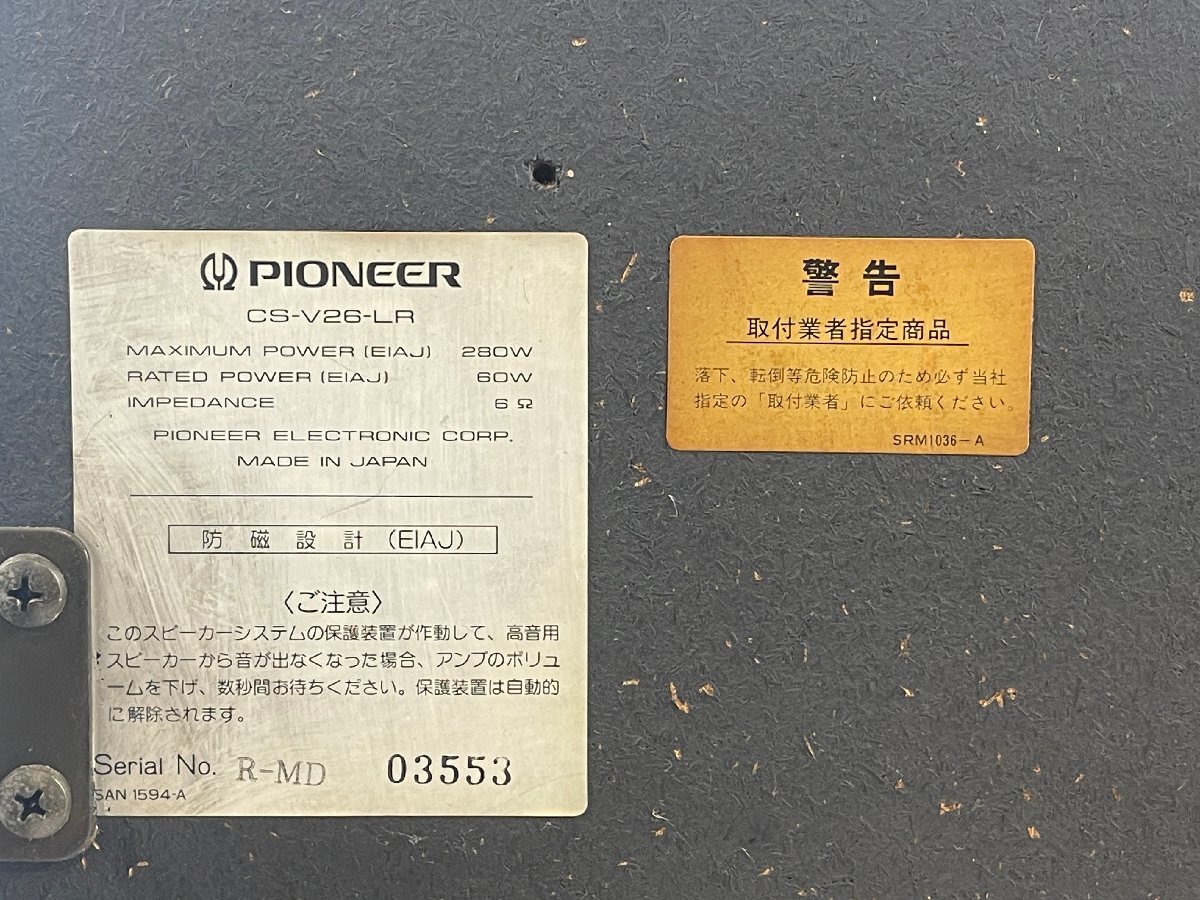 PIONEER
CS-V26-LR
MAXIMUM POWER (EIAJ) 280W
RATED POWER (EIAJ) 60W
IMPEDANCE 6 Ω
PIONEER ELECTRONIC CORP.
MADE IN JAPAN
防磁設計 (EIAJ)
〈ご注意〉
このスピーカーシステムの保護装置が作動して、高音用
スピーカーから音が出なくなった場合、アンプのボリュ
ームを下げ、数秒間お待ちください。保護装置は自動的
に解除されます。
Serial No. R-MD 03553
SAN 1594-A
警告
取付業者指定商品
落下、転倒等危険防止のため必ず当社
指定の「取付業者」にご依頼ください。
SRM1036-A